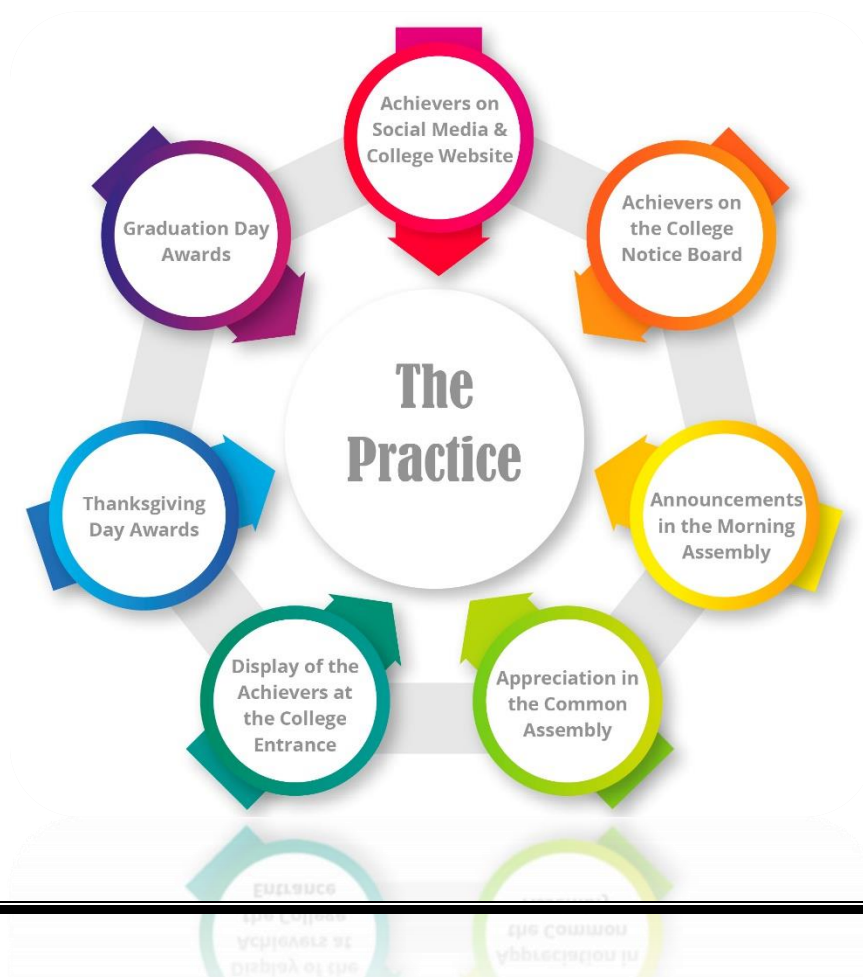 Achievers on
Social Media &
College Website
Achievers on
the College
Notice Board
Announcements
in the Morning
Assembly
Appreciation in
the Common
Assembly
Display of the
Achievers at
the College
Entrance
Thanksgiving
Day Awards
Graduation Day
Awards
The
Practice